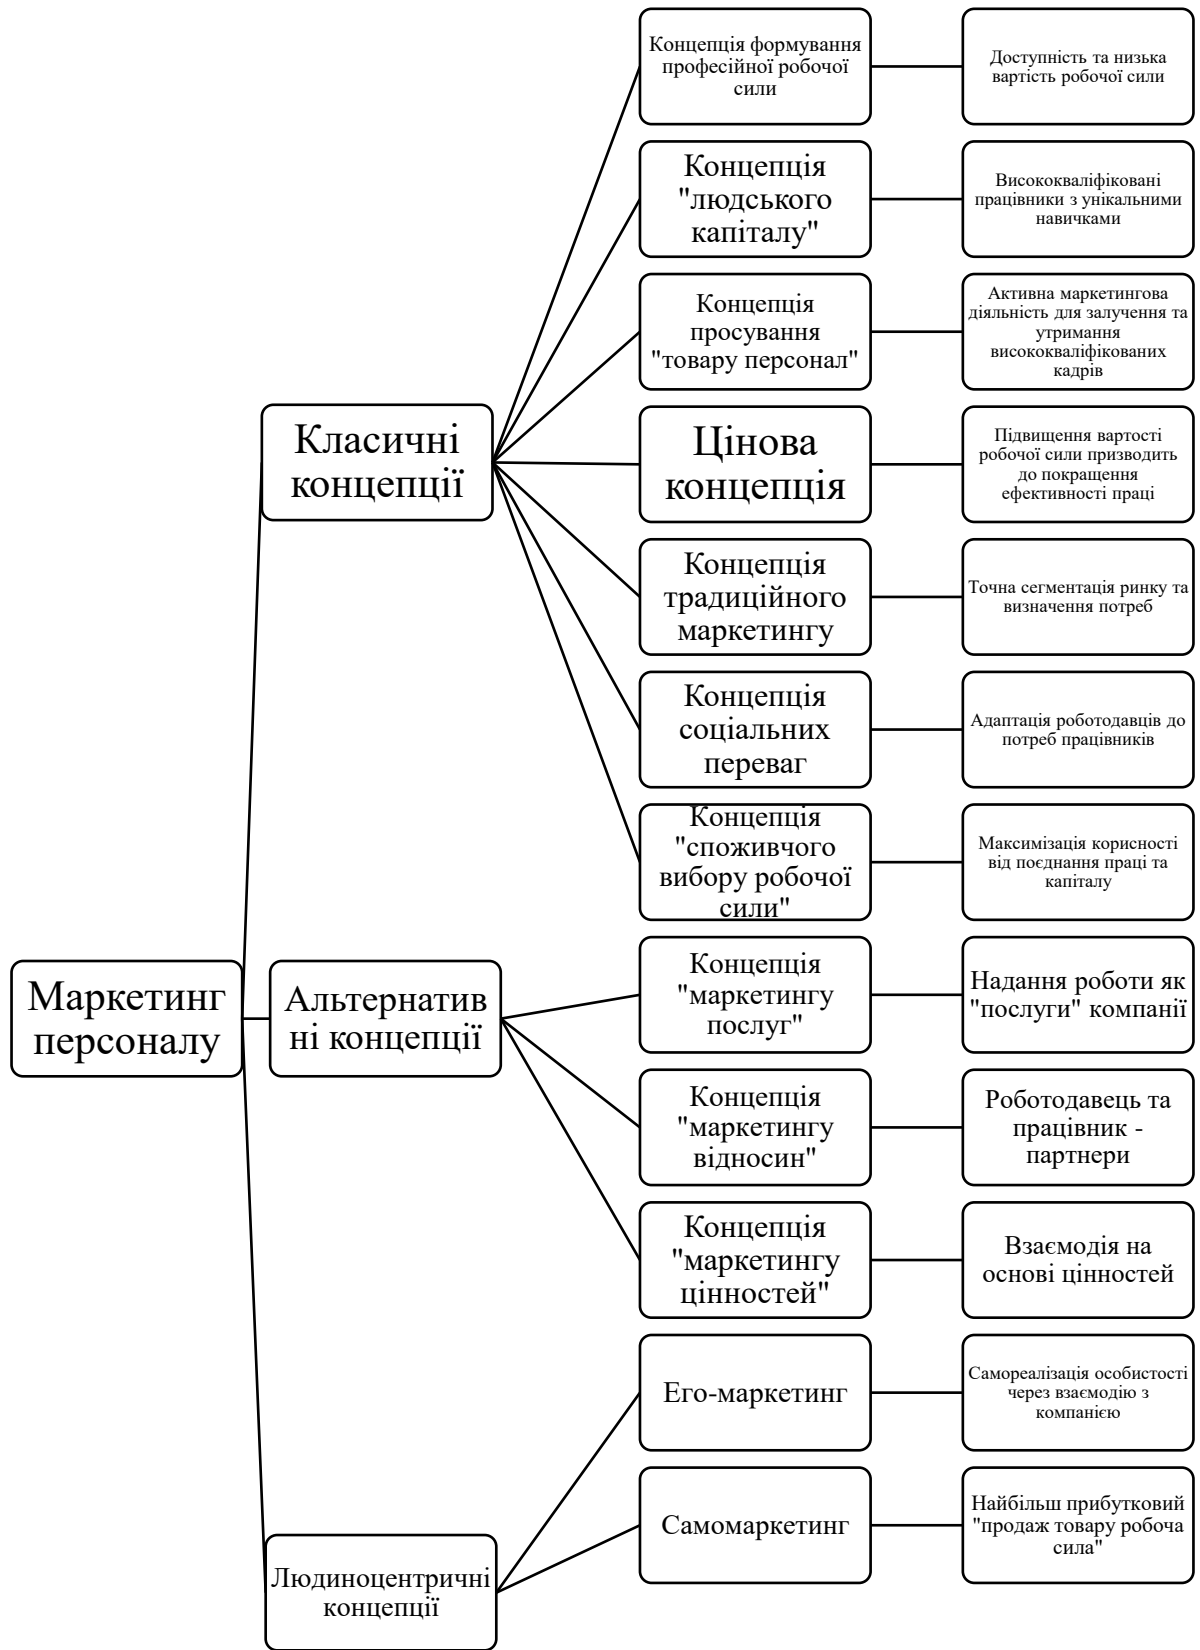 Концепція формування
професійної робочої
сили
Доступність та низька
вартість робочої сили
Концепція
"людського
капіталу"
Висококваліфіковані
працівники з унікальними
навичками
Концепція
просування
"товару персонал"
Активна маркетингова
діяльність для залучення та
утримання
висококваліфікованих
кадрів
Класичні
концепції
Цінова
концепція
Підвищення вартості
робочої сили призводить
до покращення
ефективності праці
Концепція
традиційного
маркетингу
Точна сегментація ринку та
визначення потреб
Концепція
соціальних
переваг
Адаптація роботодавців до
потреб працівників
Концепція
"споживчого
вибору робочої
сили"
Максимізація корисності
від поєднання праці та
капіталу
Маркетинг
персоналу
Альтернатив
ні концепції
Концепція
"маркетингу
послуг"
Надання роботи як
"послуги" компанії
Концепція
"маркетингу
відносин"
Роботодавець та
працівник -
партнери
Концепція
"маркетингу
цінностей"
Взаємодія на
основі цінностей
Его-маркетинг
Самореалізація особистості
через взаємодію з
компанією
Самомаркетинг
Найбільш прибутковий
"продаж товару робоча
сила"
Людиноцентричні
концепції